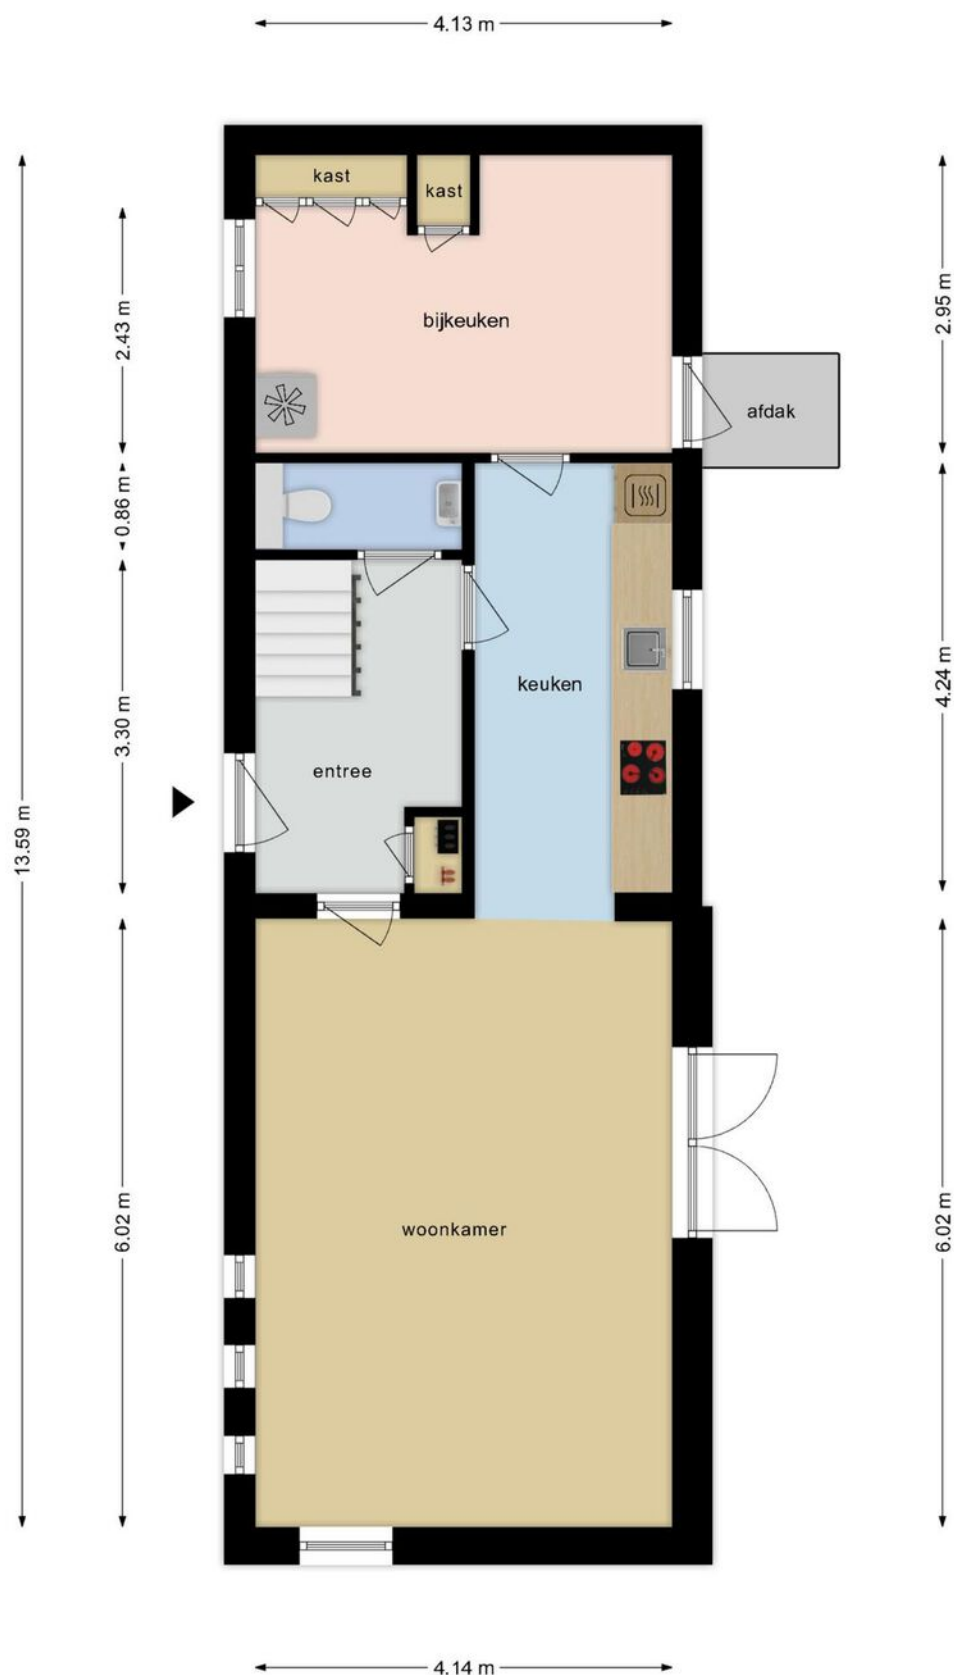 4.13 m
kast
kast
2.43 m
2.95 m
bijkeuken
afdak
0.86 m
4.24 m
keuken
3.30 m
entree
13.59 m
6.02 m
6.02 m
woonkamer
4.14 m